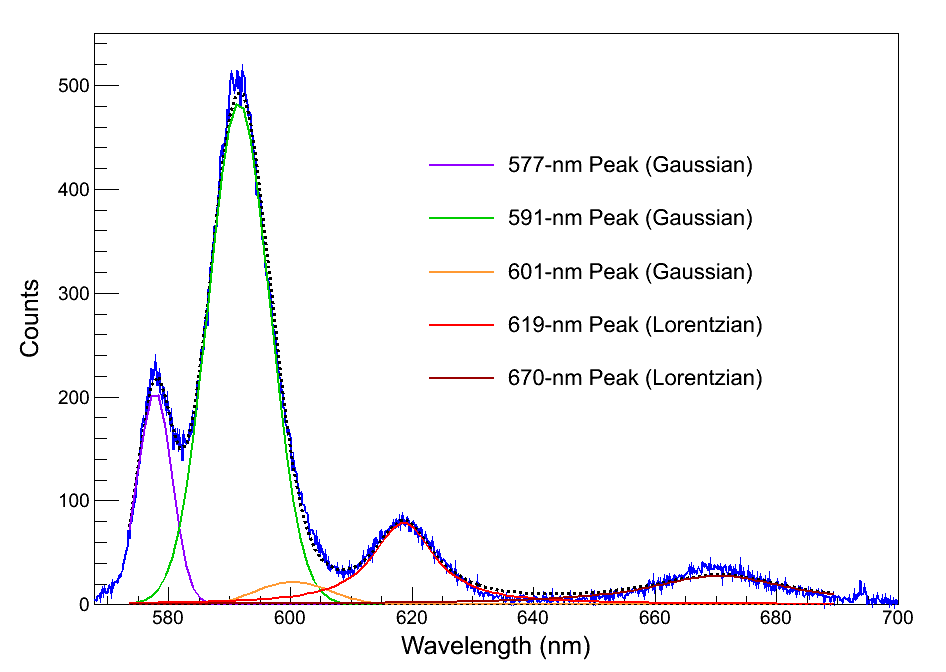 500
400
300
200
100
0
Counts
577-nm Peak (Gaussian)
591-nm Peak (Gaussian)
601-nm Peak (Gaussian)
619-nm Peak (Lorentzian)
670-nm Peak (Lorentzian)
580 600 620 640 660 680 700
Wavelength (nm)